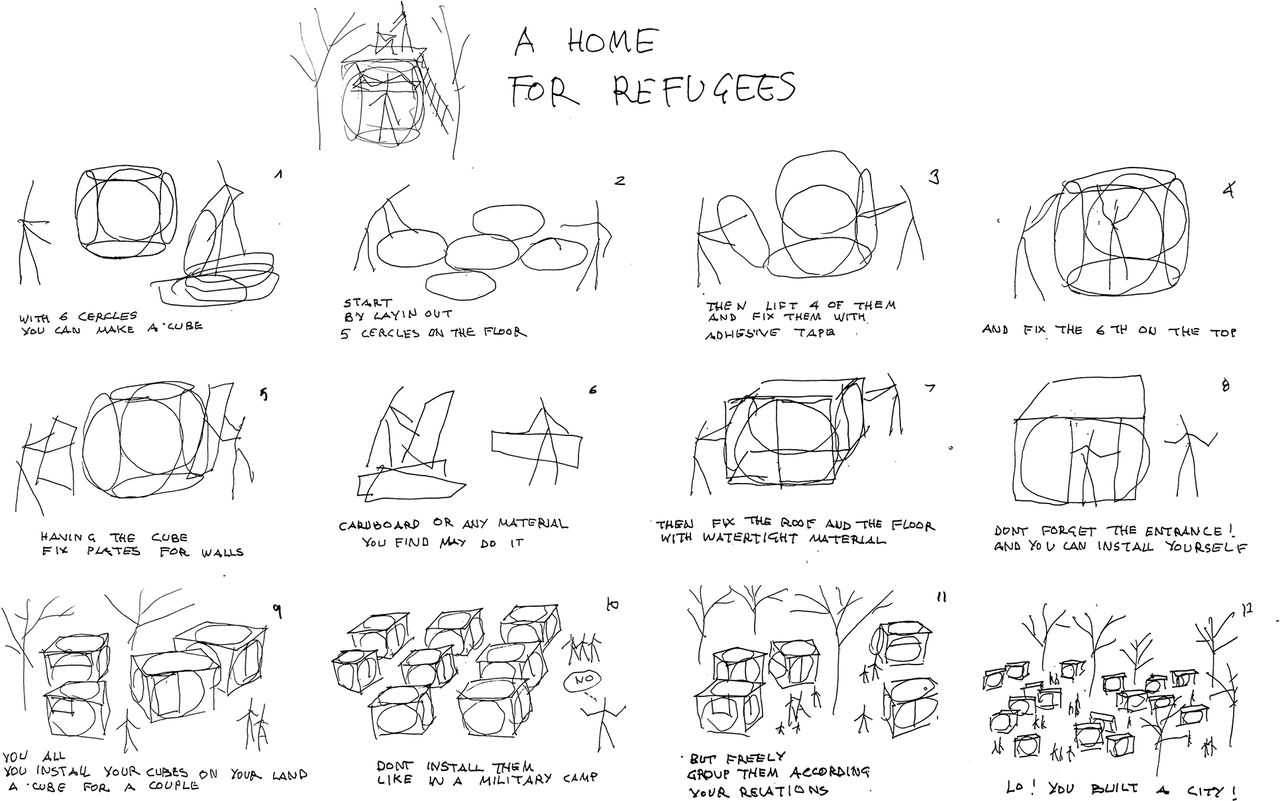 A HOME
FOR REFUGEES
1
WITH 6 CERCLES
YOU CAN MAKE A CUBE
2
START
BY LAYIN OUT
5 CERCLES ON THE FLOOR
3
THEN LIFT 4 OF THEM
AND FIX THEM WITH
ADHESIVE TAPE
4
AND FIX THE 6TH ON THE TOP
5
HAVING THE CUBE
FIX PLATES FOR WALLS
6
CARDBOARD OR ANY MATERIAL
YOU FIND MAY DO IT
7
THEN FIX THE ROOF AND THE FLOOR
WITH WATERTIGHT MATERIAL
8
DONT FORGET THE ENTRANCE!
AND YOU CAN INSTALL YOURSELF
9
YOU ALL
YOU INSTALL YOUR CUBES ON YOUR LAND
A CUBE FOR A COUPLE
10
NO
DONT INSTALL THEM
LIKE IN A MILITARY CAMP
11
BUT FREELY
GROUP THEM ACCORDING
YOUR RELATIONS
12
LO! YOU BUILT A CITY!